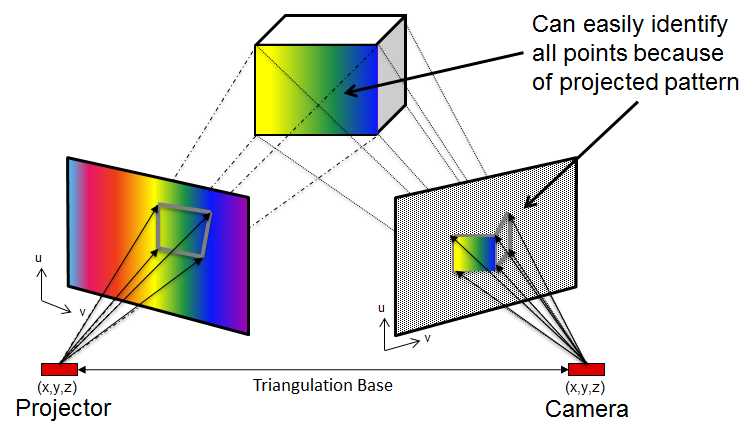 Can easily identify
all points because
of projected pattern
u
v
u
v
(x,y,z)
Triangulation Base
(x,y,z)
Projector
Camera